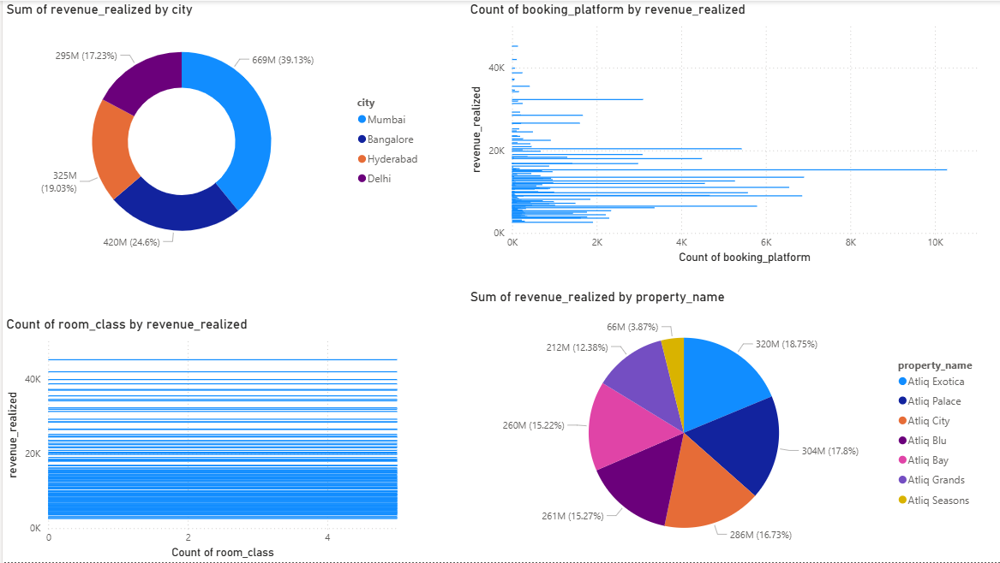 Sum of revenue_realized by city
295M (17.23%)
669M (39.13%)
325M
(19.03%)
420M (24.6%)
city
Mumbai
Bangalore
Hyderabad
Delhi
Count of booking_platform by revenue_realized
revenue_realized
40K
20K
0K
0K 2K 4K 6K 8K 10K
Count of booking_platform
Count of room_class by revenue_realized
revenue_realized
40K
20K
0K
0 2 4
Count of room_class
Sum of revenue_realized by property_name
66M (3.87%)
320M (18.75%)
212M (12.38%)
260M (15.22%)
304M (17.8%)
261M (15.27%)
286M (16.73%)
property_name
Atliq Exotica
Atliq Palace
Atliq City
Atliq Blu
Atliq Bay
Atliq Grands
Atliq Seasons